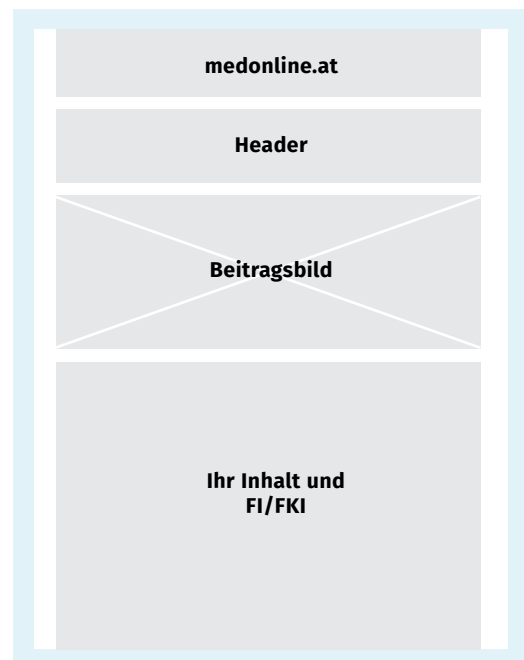 medonline.at
Header
Beitragsbild
Ihr Inhalt und
FI/FKI